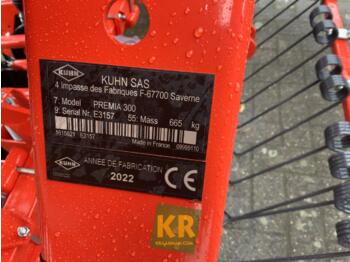 KUHN
KUHN SAS
4 Impasse des Fabriques F-67700 Saverne
7: Model PREMIA 300
9: Serial Nr. E3157 55: Mass 665 kg
Made in France
KUHN
ANNEE DE FABRICATION
2022
CE
KR